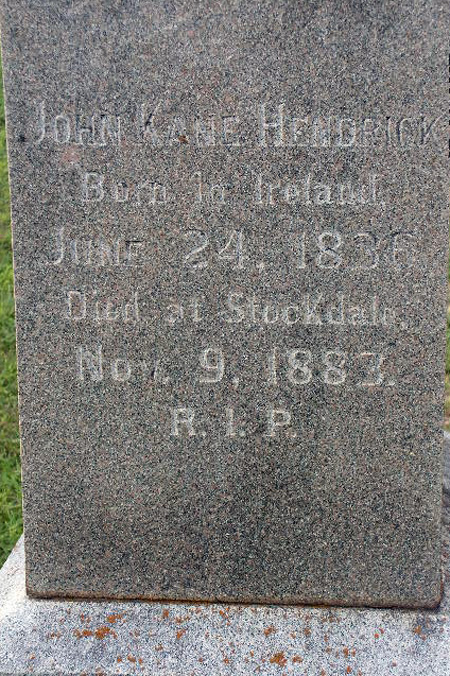 John Kane Hendrick
Born in Ireland,
June 24, 1836
Died at Stockdale,
Nov. 9, 1883.
R. I. P.